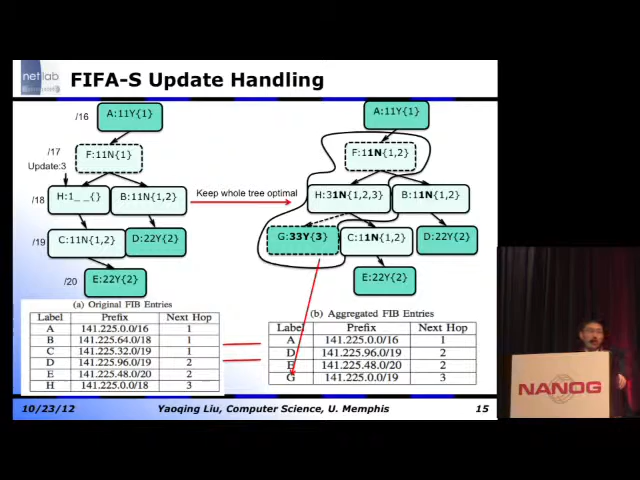 netlab
FIFA-S Update Handling
/16
A:11Y{1}
/17
F:11N{1}
Update:3
/18
H:1_ _{}
B:11N{1,2}
/19
C:11N{1,2}
D:22Y{2}
/20
E:22Y{2}
Keep whole tree optimal
A:11Y{1}
F:11N{1,2}
H:31N{1,2,3}
B:11N{1,2}
G:33Y{3}
C:11N{1,2}
D:22Y{2}
E:22Y{2}
(a) Original FIB Entries
Label Prefix Next Hop
A 141.225.0.0/16 1
B 141.225.64.0/18 1
C 141.225.32.0/19 1
D 141.225.96.0/19 2
E 141.225.48.0/20 2
H 141.225.0.0/18 3
(b) Aggregated FIB Entries
Label Prefix Next Hop
A 141.225.0.0/16 1
D 141.225.96.0/19 2
E 141.225.48.0/20 2
G 141.225.0.0/19 3
10/23/12
Yaoqing Liu, Computer Science, U. Memphis
15
NANOG